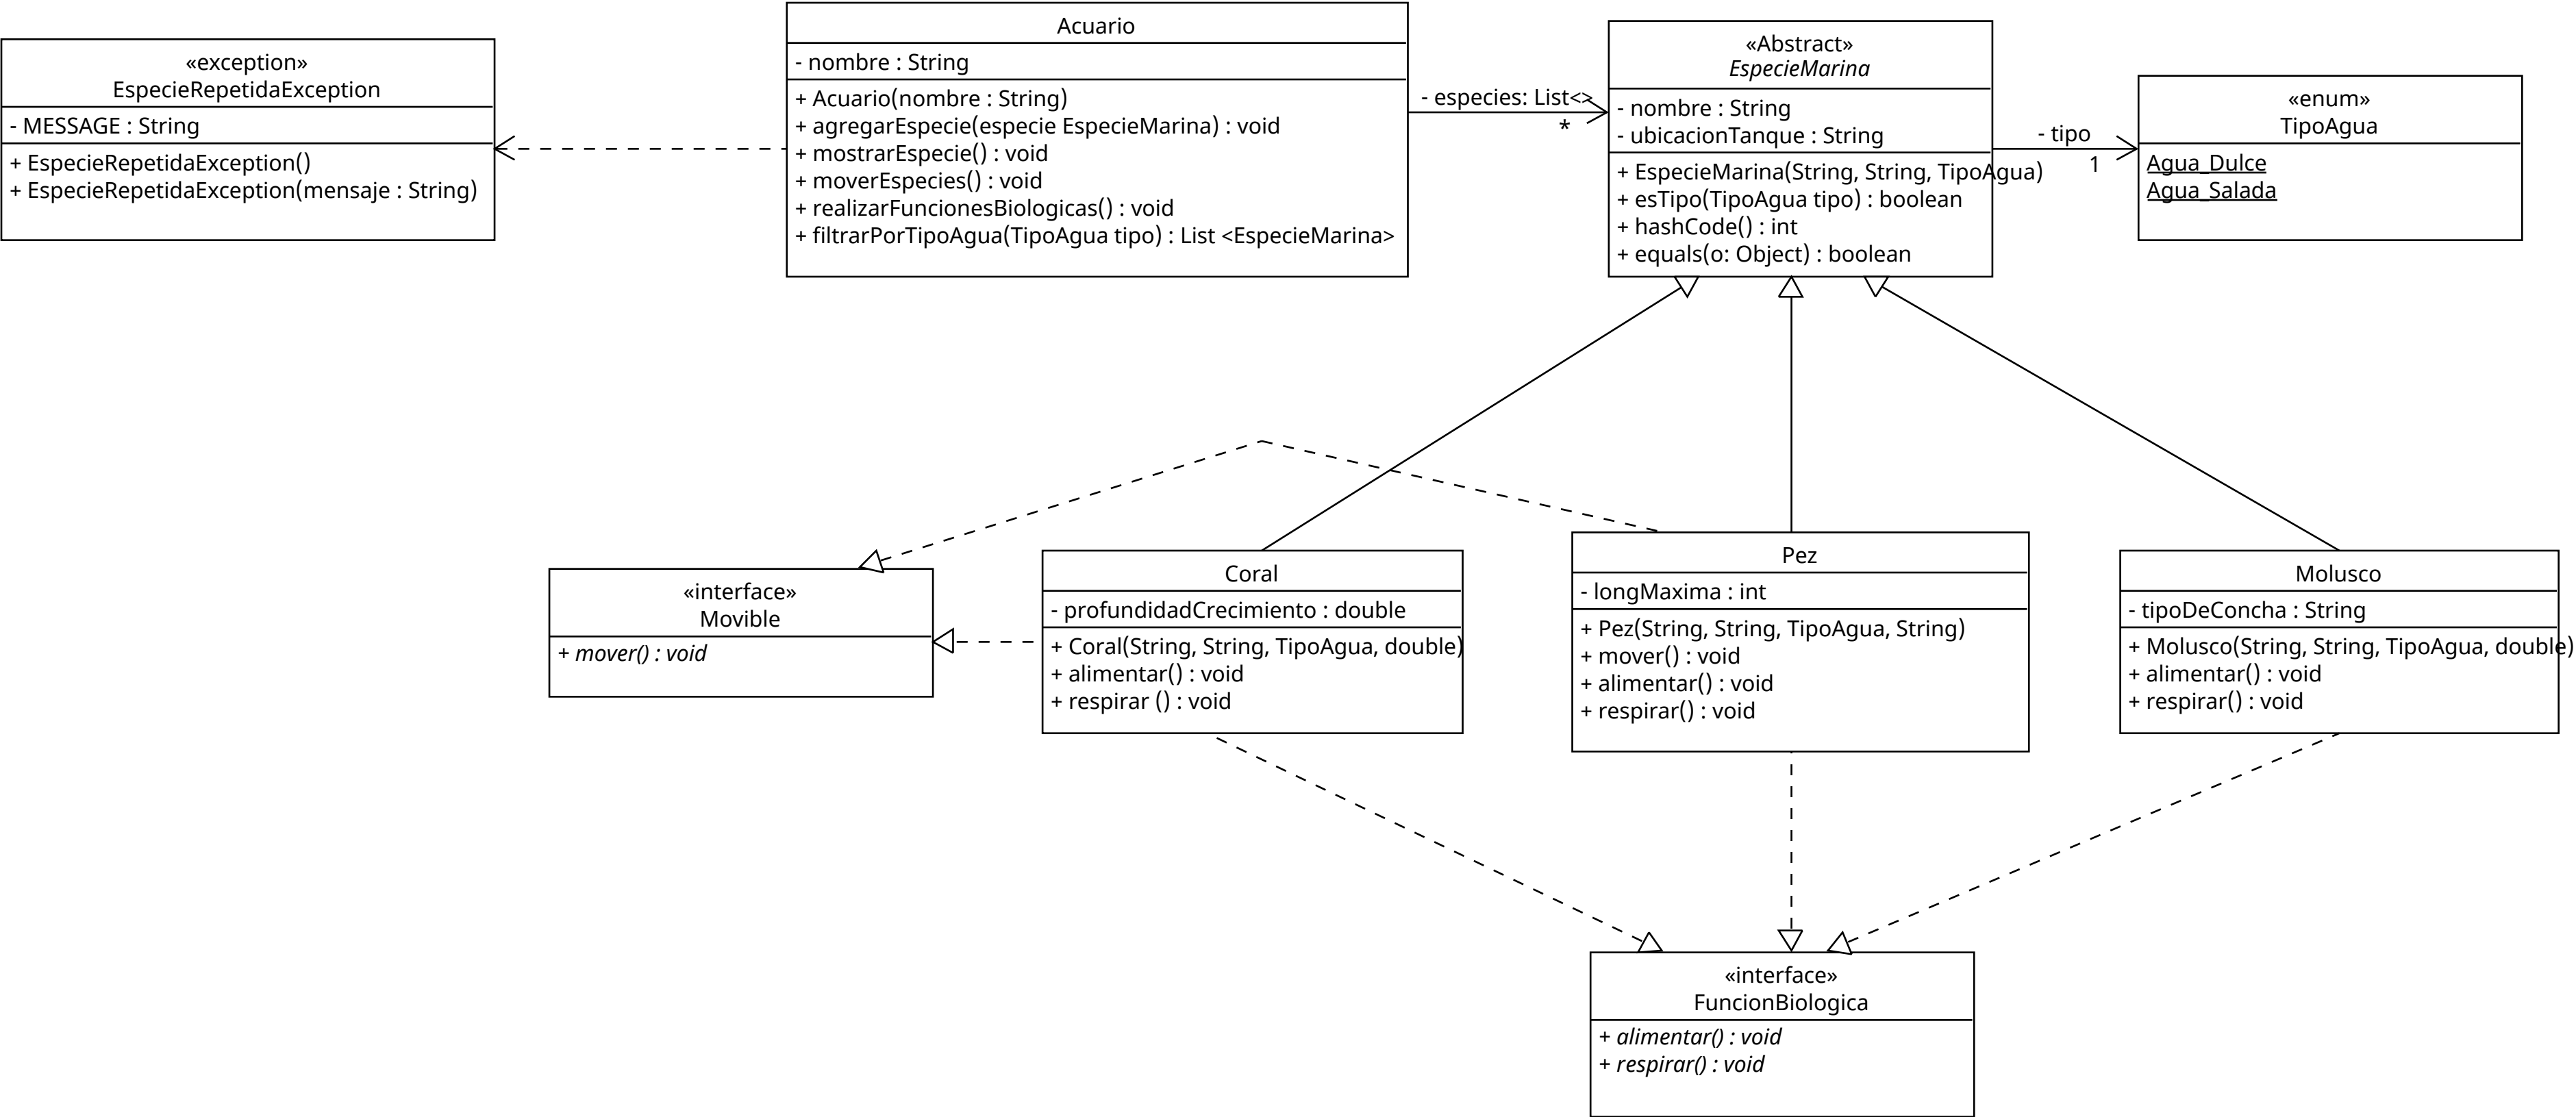 «exception»
EspecieRepetidaException
- MESSAGE : String
+ EspecieRepetidaException()
+ EspecieRepetidaException(mensaje : String)
Acuario
- nombre : String
+ Acuario(nombre : String)
+ agregarEspecie(especie EspecieMarina) : void
+ mostrarEspecie() : void
+ moverEspecies() : void
+ realizarFuncionesBiologicas() : void
+ filtrarPorTipoAgua(TipoAgua tipo) : List <EspecieMarina>
- especies: List<>
*
«Abstract»
EspecieMarina
- nombre : String
- ubicacionTanque : String
+ EspecieMarina(String, String, TipoAgua)
+ esTipo(TipoAgua tipo) : boolean
+ hashCode() : int
+ equals(o: Object) : boolean
- tipo
1
«enum»
TipoAgua
Agua_Dulce
Agua_Salada
«interface»
Movible
+ mover() : void
Coral
- profundidadCrecimiento : double
+ Coral(String, String, TipoAgua, double)
+ alimentar() : void
+ respirar () : void
Pez
- longMaxima : int
+ Pez(String, String, TipoAgua, String)
+ mover() : void
+ alimentar() : void
+ respirar() : void
Molusco
- tipoDeConcha : String
+ Molusco(String, String, TipoAgua, double)
+ alimentar() : void
+ respirar() : void
«interface»
FuncionBiologica
+ alimentar() : void
+ respirar() : void